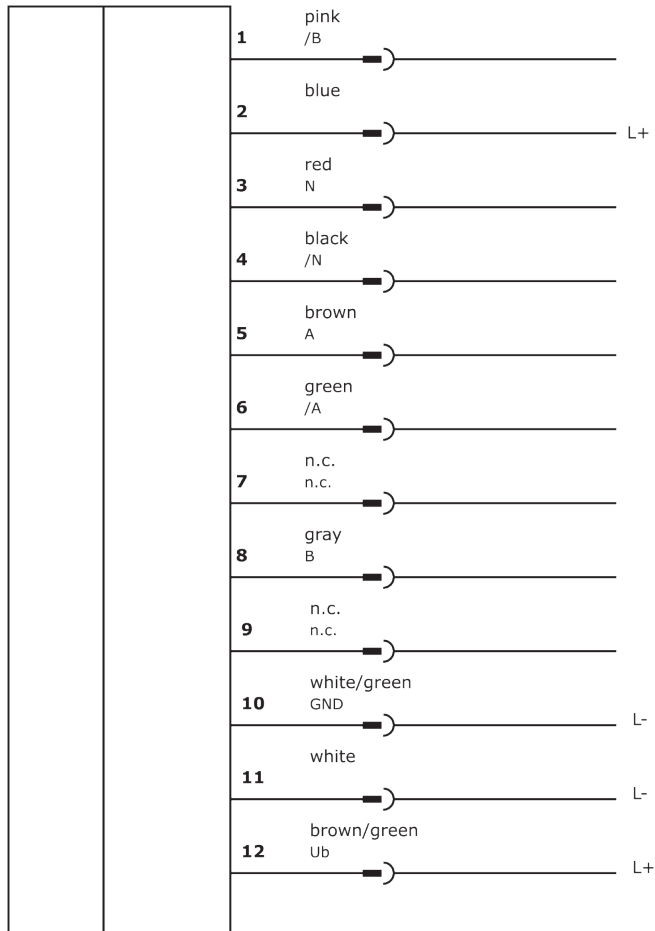 pink
1 /B
blue
2
L+
red
3 N
black
4 /N
brown
5 A
green
6 /A
n.c.
7 n.c.
gray
8 B
n.c.
9 n.c.
white/green
10 GND
L-
white
11
L-
brown/green
12 Ub
L+